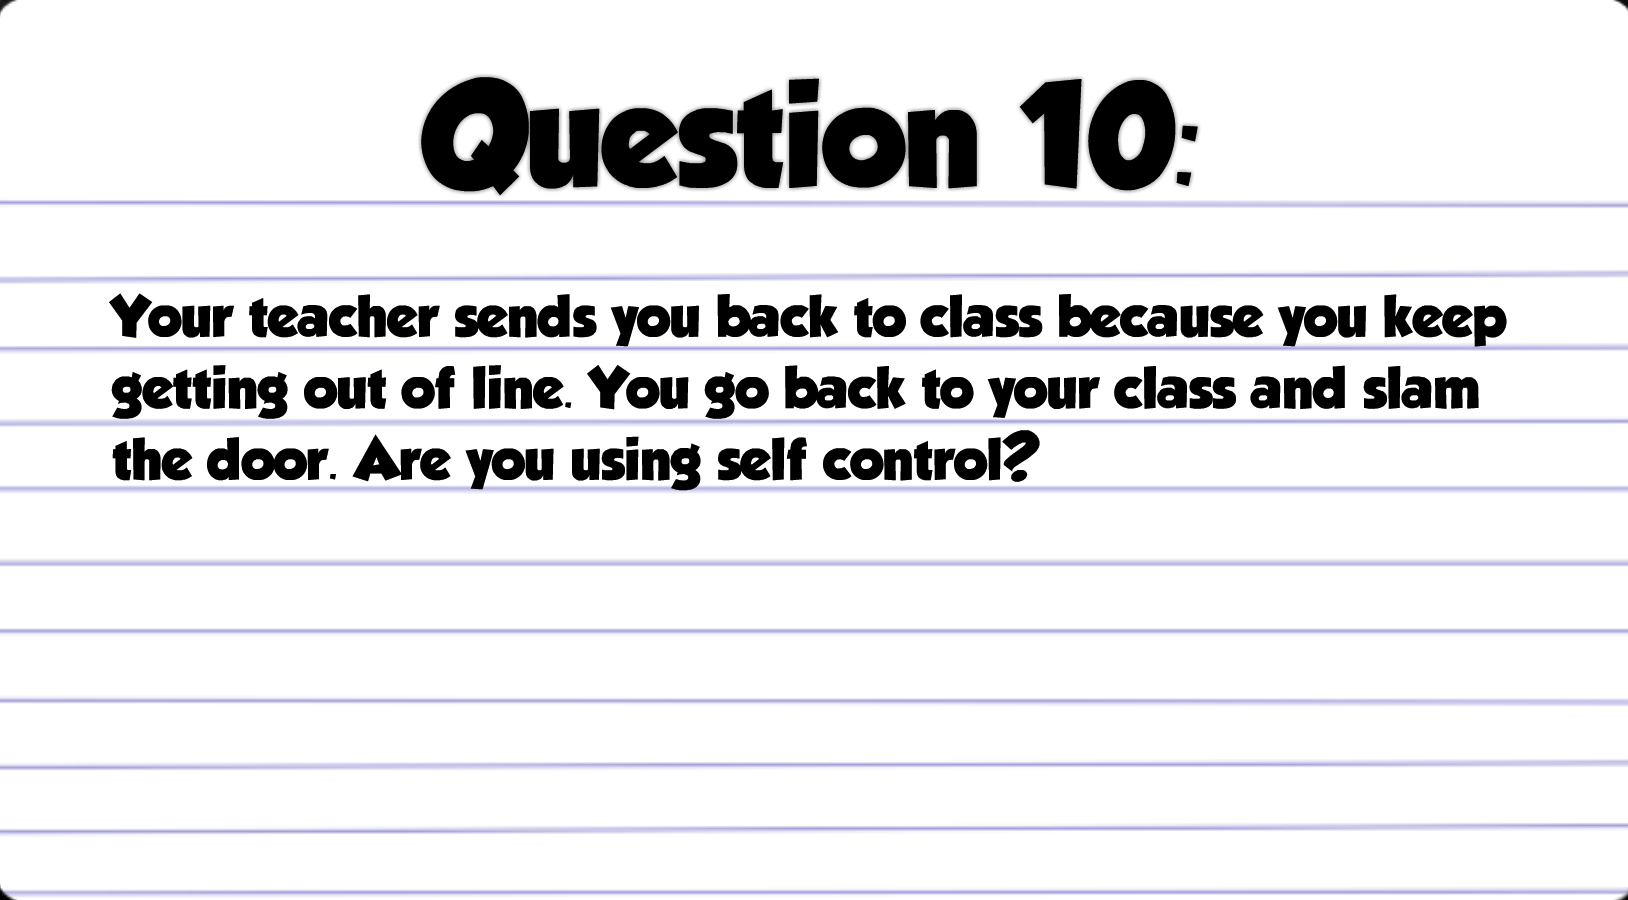 Question 10:
Your teacher sends you back to class because you keep
getting out of line. You go back to your class and slam
the door. Are you using self control?